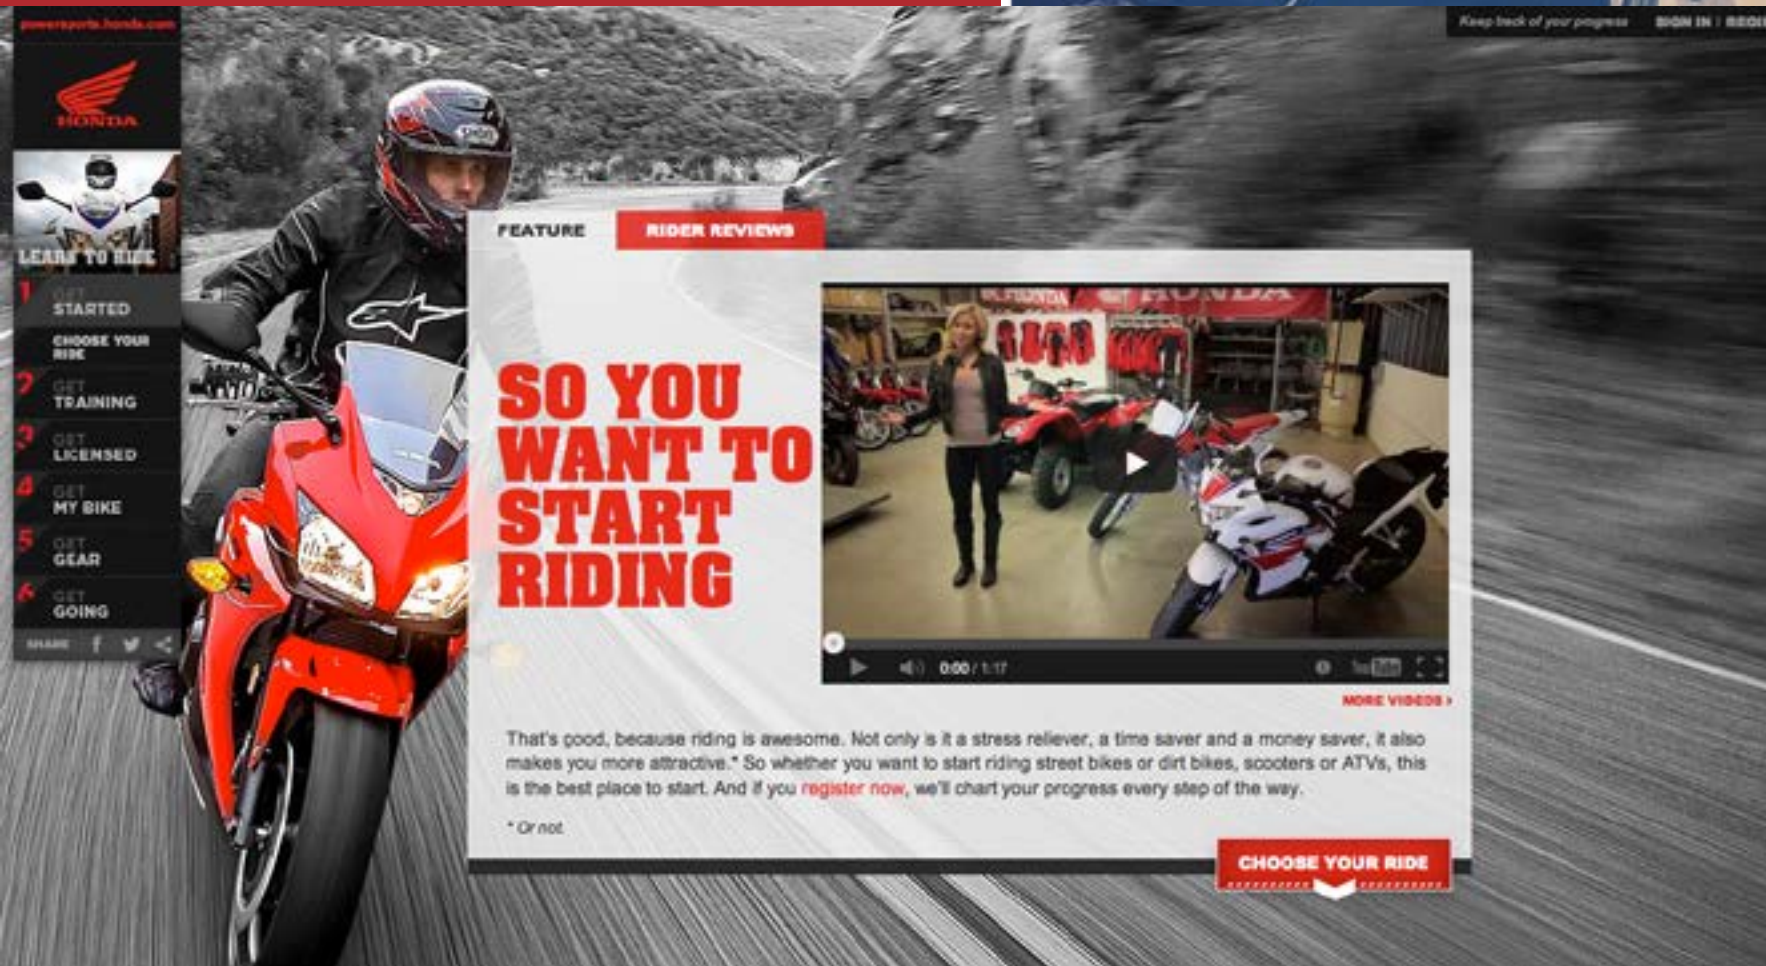 powersports.honda.com
Keep track of your progress
SIGN IN |
HONDA
LEARN TO RIDE
1 GET
STARTED
CHOOSE YOUR
RIDE
2 GET
TRAINING
3 GET
LICENSED
4 GET
MY BIKE
5 GET
GEAR
6 GET
GOING
SHARE
SHOEI
FEATURE
RIDER REVIEWS
SO YOU
WANT TO
START
RIDING
HONDA
HONDA
0:00 / 1:17
YouTube
MORE VIDEOS >
That's good, because riding is awesome. Not only is it a stress reliever, a time saver and a money saver, it also
makes you more attractive.* So whether you want to start riding street bikes or dirt bikes, scooters or ATVs, this
is the best place to start. And if you register now, we'll chart your progress every step of the way.
* Or not.
CHOOSE YOUR RIDE